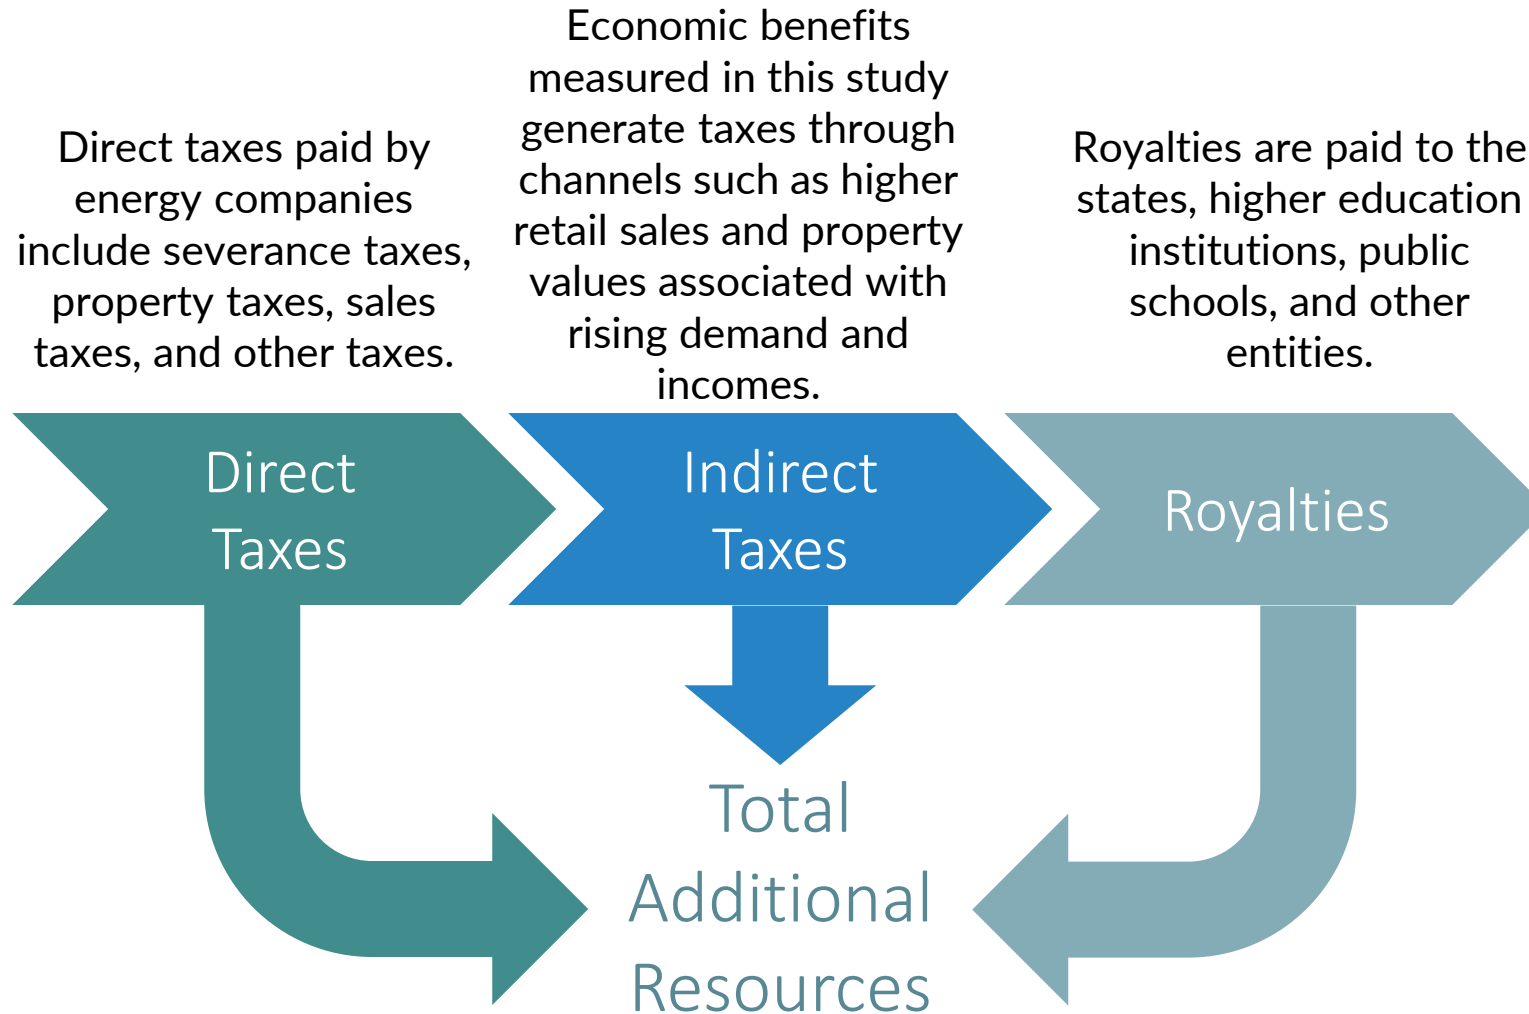 Direct taxes paid by
energy companies
include severance taxes,
property taxes, sales
taxes, and other taxes.
Economic benefits
measured in this study
generate taxes through
channels such as higher
retail sales and property
values associated with
rising demand and
incomes.
Royalties are paid to the
states, higher education
institutions, public
schools, and other
entities.
Direct
Taxes
Indirect
Taxes
Royalties
Total
Additional
Resources